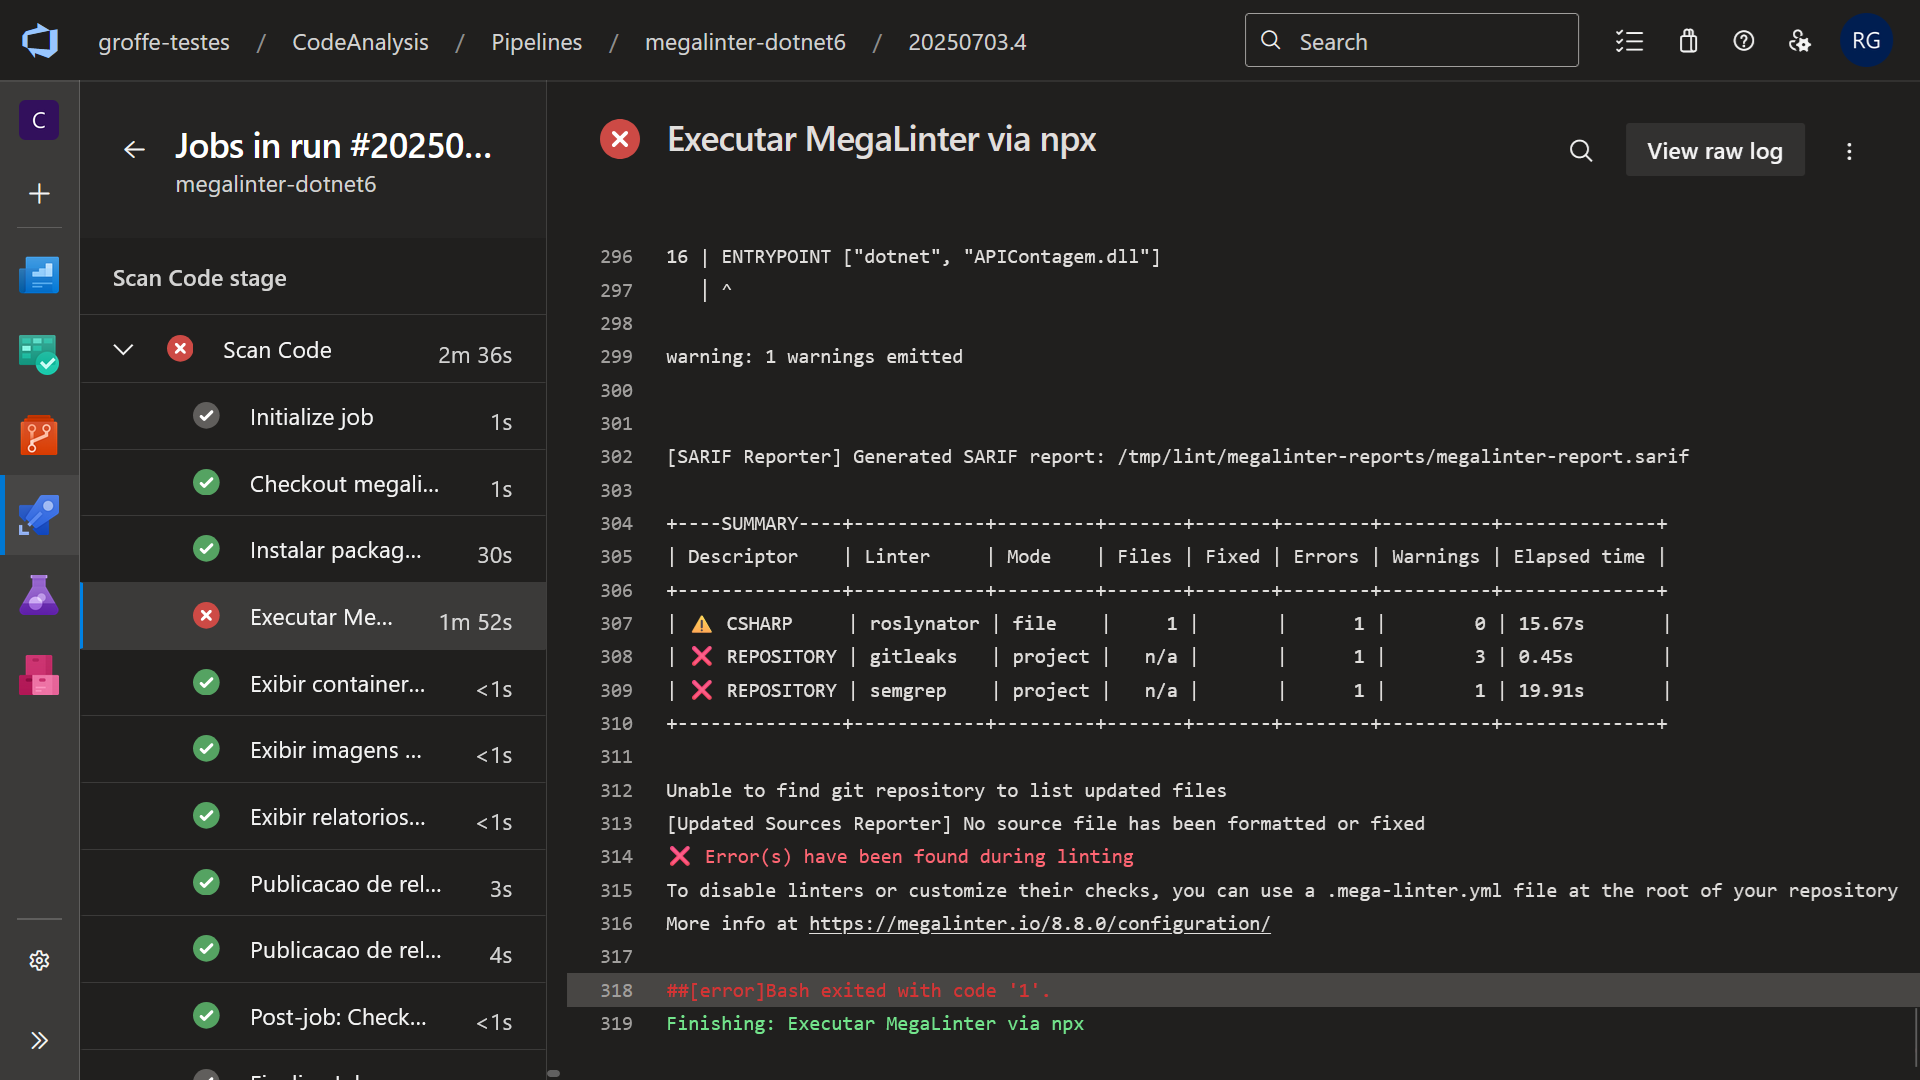 groffe-testes / CodeAnalysis / Pipelines / megalinter-dotnet6 / 20250703.4
Search
RG
C
Jobs in run #20250...
megalinter-dotnet6
Scan Code stage
Scan Code 2m 36s
Initialize job 1s
Checkout megali... 1s
Instalar packag... 30s
Executar Me... 1m 52s
Exibir container... <1s
Exibir imagens ... <1s
Exibir relatorios... <1s
Publicacao de rel... 3s
Publicacao de rel... 4s
Post-job: Check... <1s
Executar MegaLinter via npx
View raw log
296 16 | ENTRYPOINT ["dotnet", "APIContagem.dll"]
297 | ^
298
299 warning: 1 warnings emitted
300
301
302 [SARIF Reporter] Generated SARIF report: /tmp/lint/megalinter-reports/megalinter-report.sarif
303
304 +----SUMMARY----+------------+---------+-------+-------+--------+----------+--------------+
305 | Descriptor | Linter | Mode | Files | Fixed | Errors | Warnings | Elapsed time |
306 +---------------+------------+---------+-------+-------+--------+----------+--------------+
307 | ⚠️ CSHARP | roslynator | file | 1 | | 1 | 0 | 15.67s |
308 | ❌ REPOSITORY | gitleaks | project | n/a | | 1 | 3 | 0.45s |
309 | ❌ REPOSITORY | semgrep | project | n/a | | 1 | 1 | 19.91s |
310 +---------------+------------+---------+-------+-------+--------+----------+--------------+
311
312 Unable to find git repository to list updated files
313 [Updated Sources Reporter] No source file has been formatted or fixed
314 ❌ Error(s) have been found during linting
315 To disable linters or customize their checks, you can use a .mega-linter.yml file at the root of your repository
316 More info at https://megalinter.io/8.8.0/configuration/
317
318 ##[error]Bash exited with code '1'.
319 Finishing: Executar MegaLinter via npx